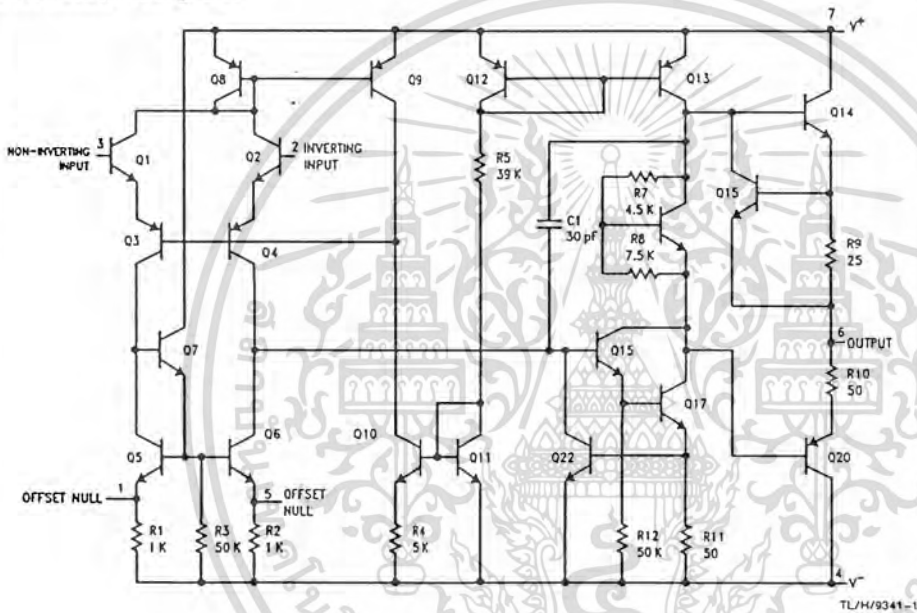 7
V+
Q8
Q9
Q12
Q13
Q14
NON-INVERTING
INPUT
3
Q1
Q2
2 INVERTING
INPUT
R5
39 K
Q15
R7
4.5 K
C1
30 pf
R8
7.5 K
R9
25
Q3
Q4
6
OUTPUT
Q7
Q15
R10
50
Q17
Q5
Q6
Q10
Q11
Q22
Q20
OFFSET NULL
1
5
OFFSET
NULL
R1
1 K
R3
50 K
R2
1 K
R4
5 K
R12
50 K
R11
50
4
V-
TL/H/9341-1